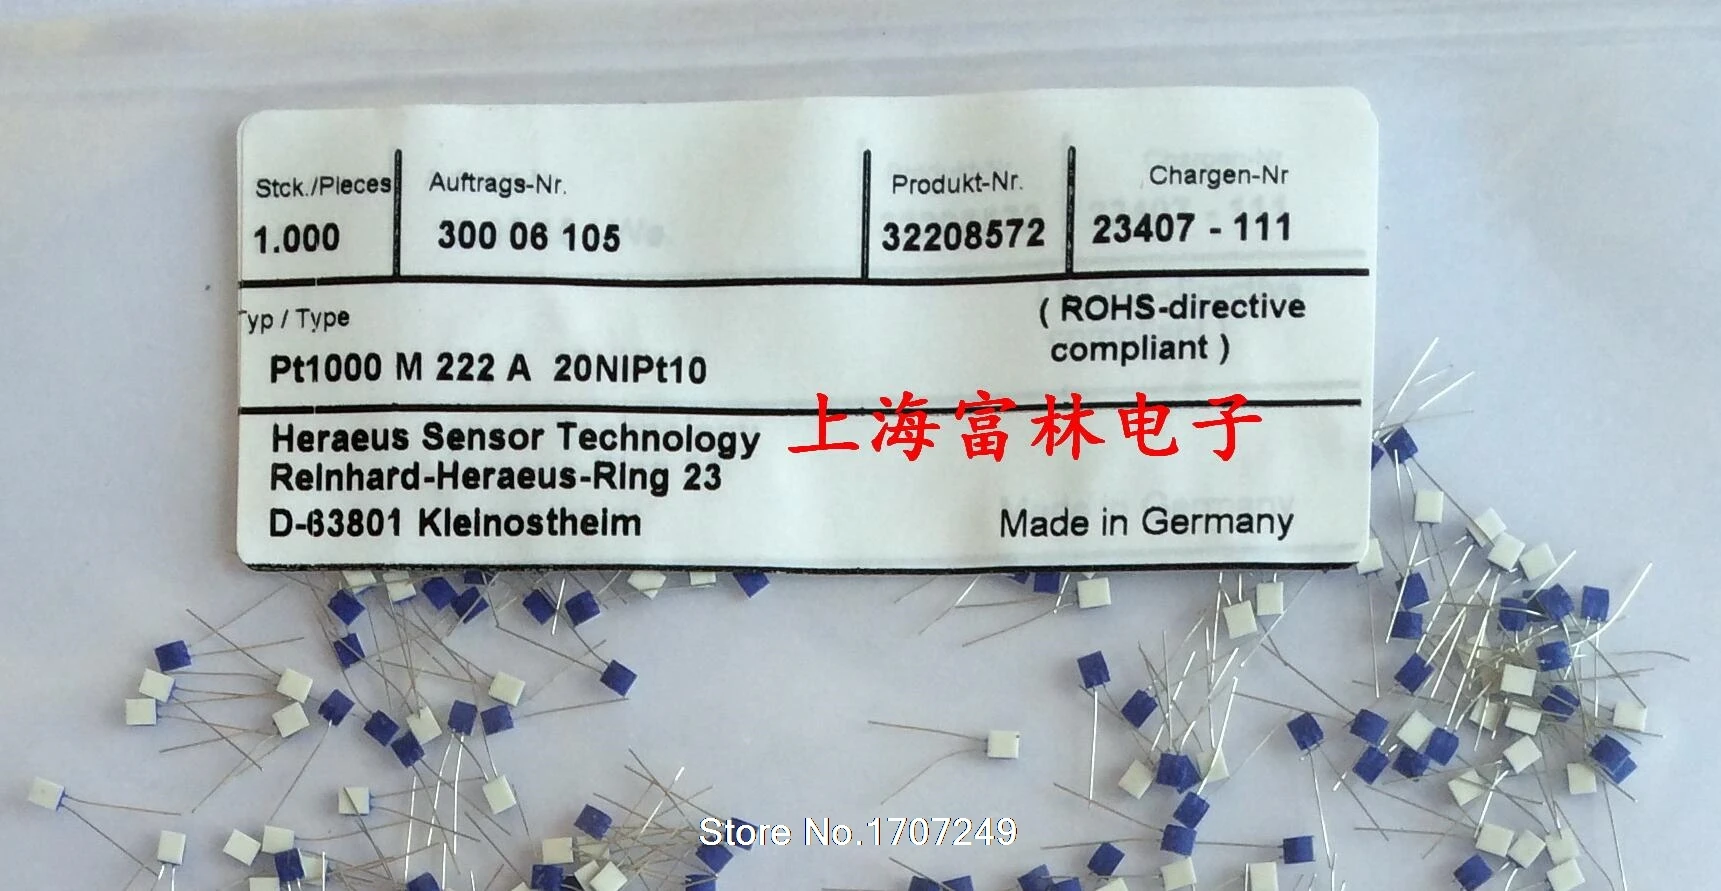 Stck./Pieces Auftrags-Nr. Produkt-Nr. Chargen-Nr
1.000 300 06 105 32208572 23407 - 111
Typ / Type ( ROHS-directive
compliant )
Pt1000 M 222 A 20NiPt10
上海富林电子
Heraeus Sensor Technology
Reinhard-Heraeus-Ring 23
D-63801 Kleinostheim Made in Germany
Store No.1707249